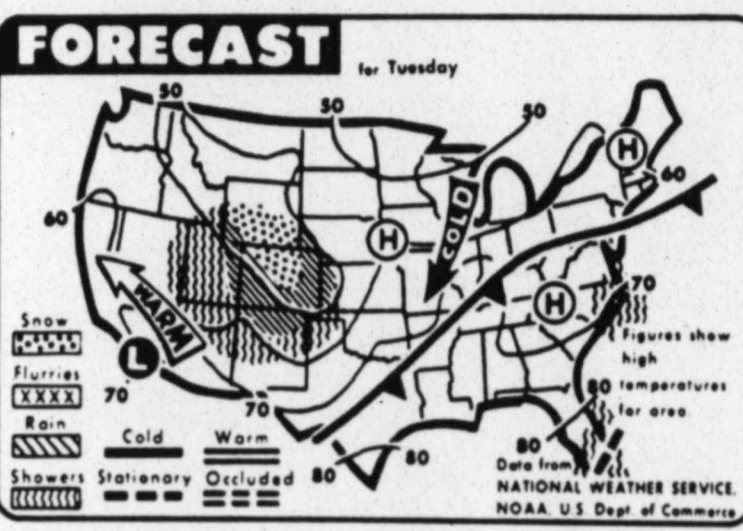 FORECAST
for Tuesday
50
50
50
H
60
60
COLD
H
WARM
H
70
L
70
70
80
80
80
80
Snow
Flurries
XXXX
Rain
Showers
Cold
Warm
Stationary
Occluded
Figures show
high
temperatures
for area.
Data from
NATIONAL WEATHER SERVICE,
NOAA, U.S. Dept. of Commerce